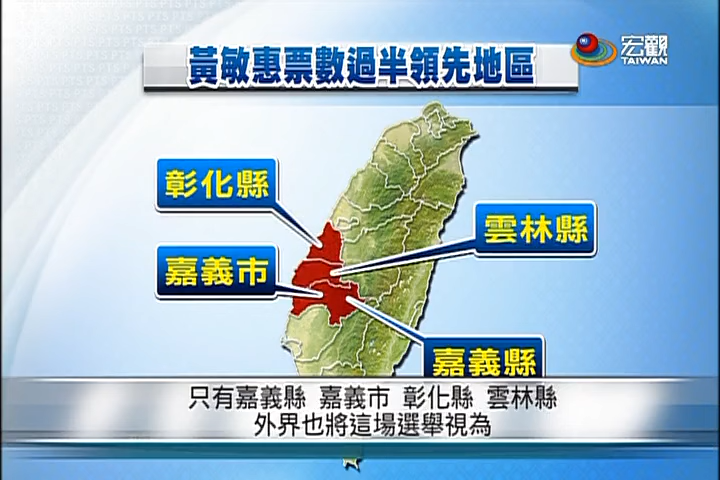 黃敏惠票數過半領先地區
宏觀
TAIWAN
彰化縣
雲林縣
嘉義市
嘉義縣
只有嘉義縣 嘉義市 彰化縣 雲林縣
外界也將這場選舉視為